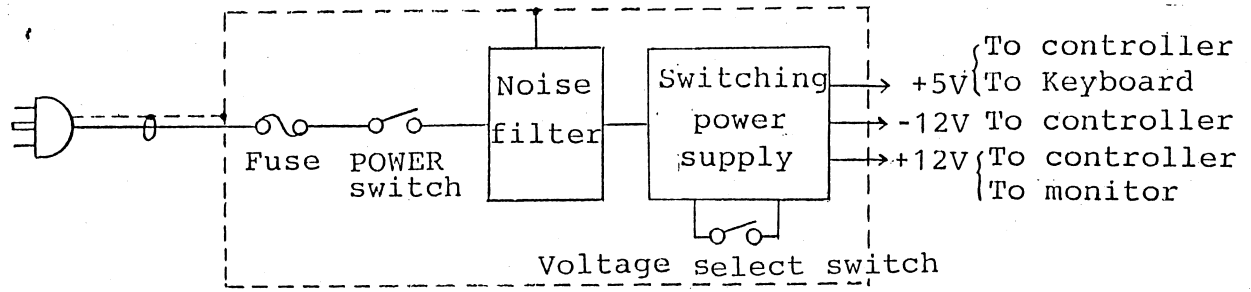 Noise
filter
Switching
power
supply
Fuse
POWER
switch
Voltage select switch
+5V
To controller
To Keyboard
-12V To controller
+12V
To controller
To monitor